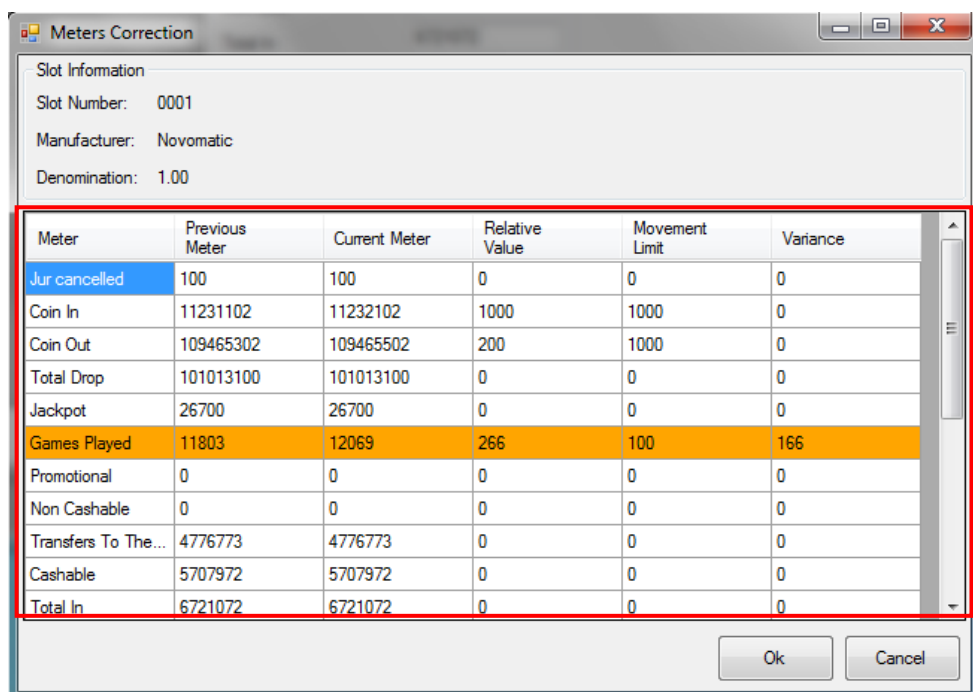 Meters Correction
Slot Information
Slot Number: 0001
Manufacturer: Novomatic
Denomination: 1.00
Meter Previous Meter Current Meter Relative Value Movement Limit Variance
Jur cancelled 100 100 0 0 0
Coin In 11231102 11232102 1000 1000 0
Coin Out 109465302 109465502 200 1000 0
Total Drop 101013100 101013100 0 0 0
Jackpot 26700 26700 0 0 0
Games Played 11803 12069 266 100 166
Promotional 0 0 0 0 0
Non Cashable 0 0 0 0 0
Transfers To The... 4776773 4776773 0 0 0
Cashable 5707972 5707972 0 0 0
Total In 6721072 6721072 0 0 0
Ok Cancel